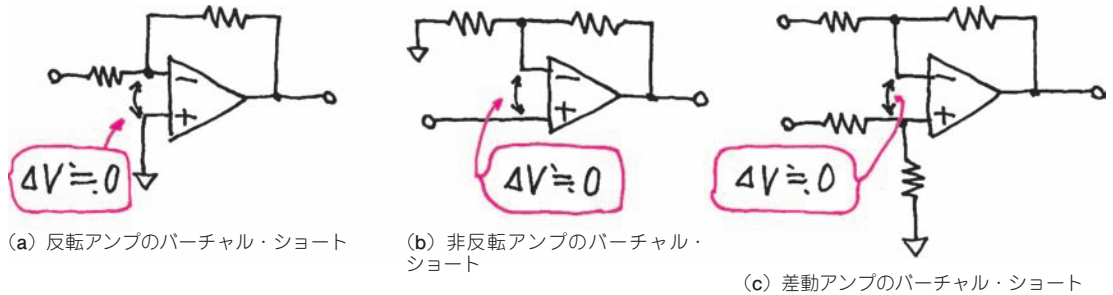 ΔV≒0
(a) 反転アンプのバーチャル・ショート
ΔV≒0
(b) 非反転アンプのバーチャル・
ショート
ΔV≒0
(c) 差動アンプのバーチャル・ショート